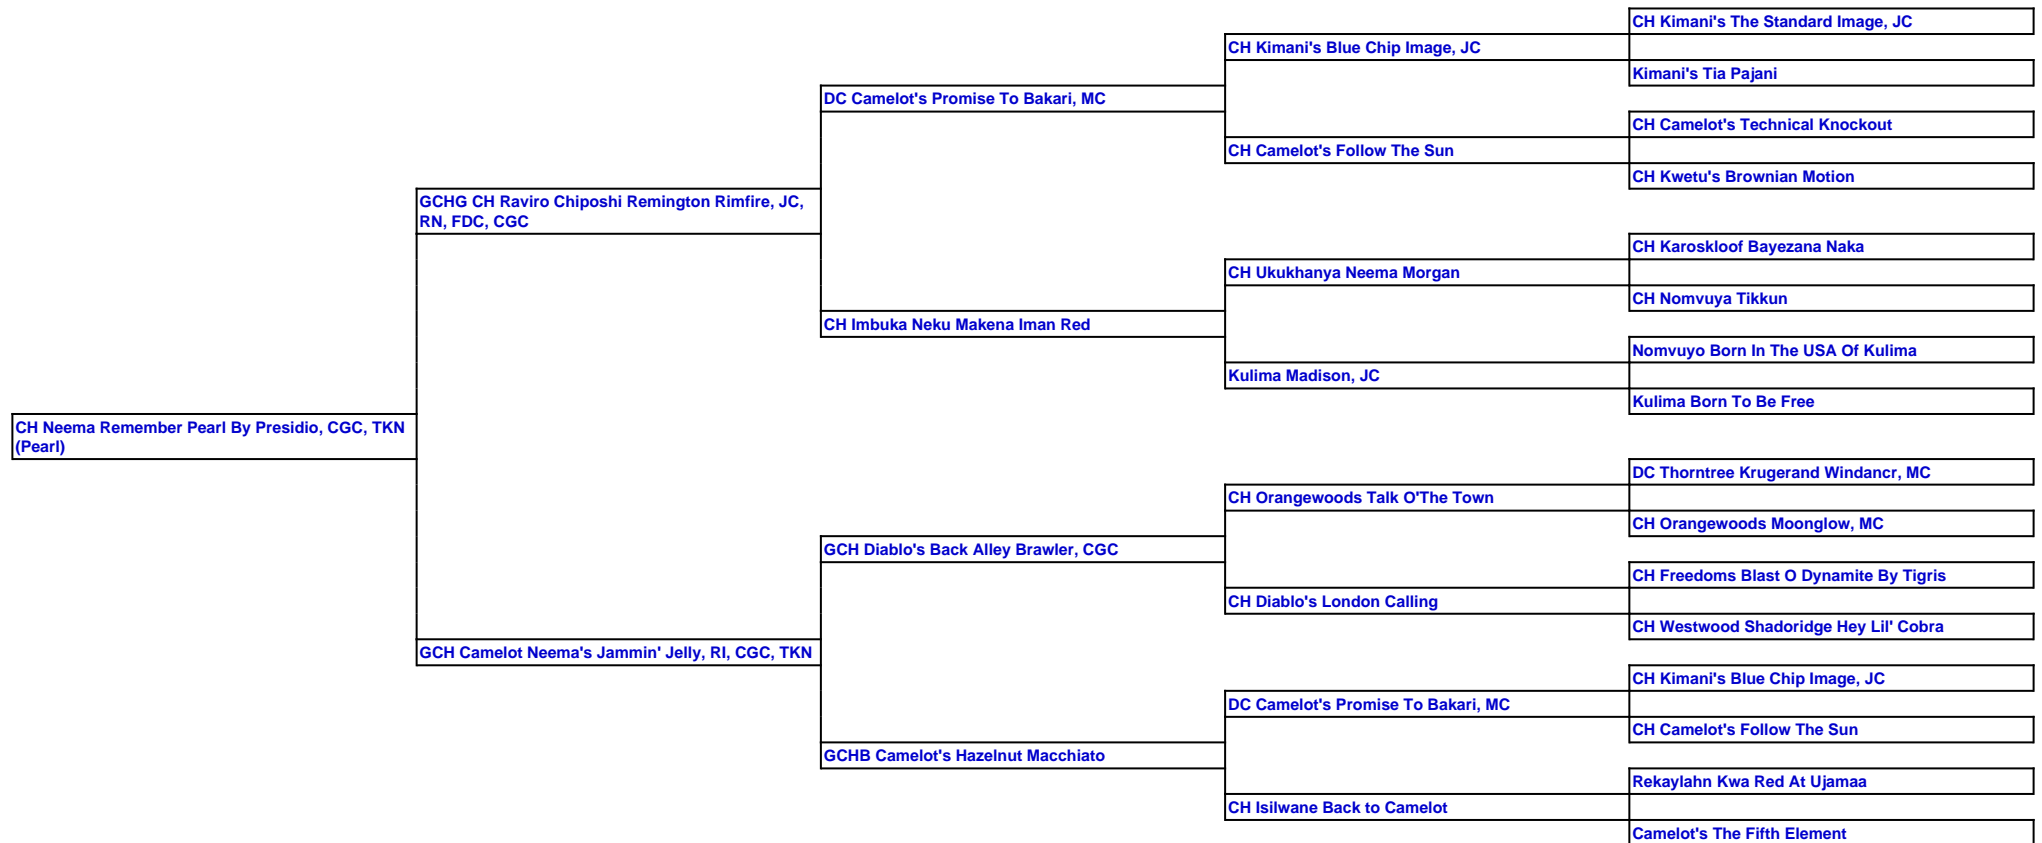 CH Kimani's The Standard Image, JC
CH Kimani's Blue Chip Image, JC
Kimani's Tia Pajani
DC Camelot's Promise To Bakari, MC
CH Camelot's Technical Knockout
CH Camelot's Follow The Sun
CH Kwetu's Brownian Motion
GCHG CH Raviro Chiposhi Remington Rimfire, JC,
RN, FDC, CGC
CH Karoskloof Bayezana Naka
CH Ukukhanya Neema Morgan
CH Nomvuya Tikkun
CH Imbuka Neku Makena Iman Red
Nomvuyo Born In The USA Of Kulima
Kulima Madison, JC
Kulima Born To Be Free
CH Neema Remember Pearl By Presidio, CGC, TKN
(Pearl)
DC Thorntree Krugerand Windancr, MC
CH Orangewoods Talk O'The Town
CH Orangewoods Moonglow, MC
GCH Diablo's Back Alley Brawler, CGC
CH Freedoms Blast O Dynamite By Tigris
CH Diablo's London Calling
CH Westwood Shadoridge Hey Lil' Cobra
GCH Camelot Neema's Jammin' Jelly, RI, CGC, TKN
CH Kimani's Blue Chip Image, JC
DC Camelot's Promise To Bakari, MC
CH Camelot's Follow The Sun
GCHB Camelot's Hazelnut Macchiato
Rekaylahn Kwa Red At Ujamaa
CH Isilwane Back to Camelot
Camelot's The Fifth Element